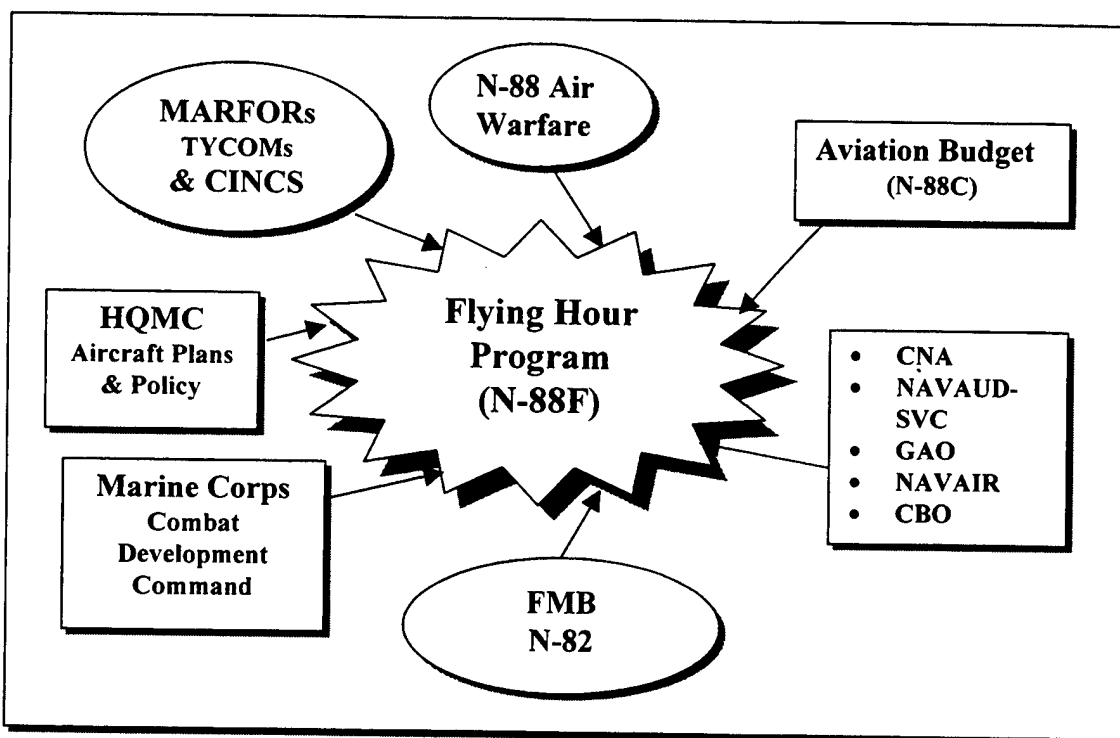 MARFORs
TYCOMs
& CINCS
N-88 Air
Warfare
Aviation Budget
(N-88C)
HQMC
Aircraft Plans
& Policy
Flying Hour
Program
(N-88F)
• CNA
• NAVAUD-
SVC
• GAO
• NAVAIR
• CBO
Marine Corps
Combat
Development
Command
FMB
N-82